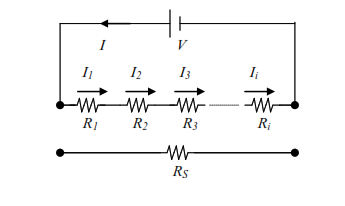 I V
I1 I2 I3 Ii
R1 R2 R3 Ri
RS